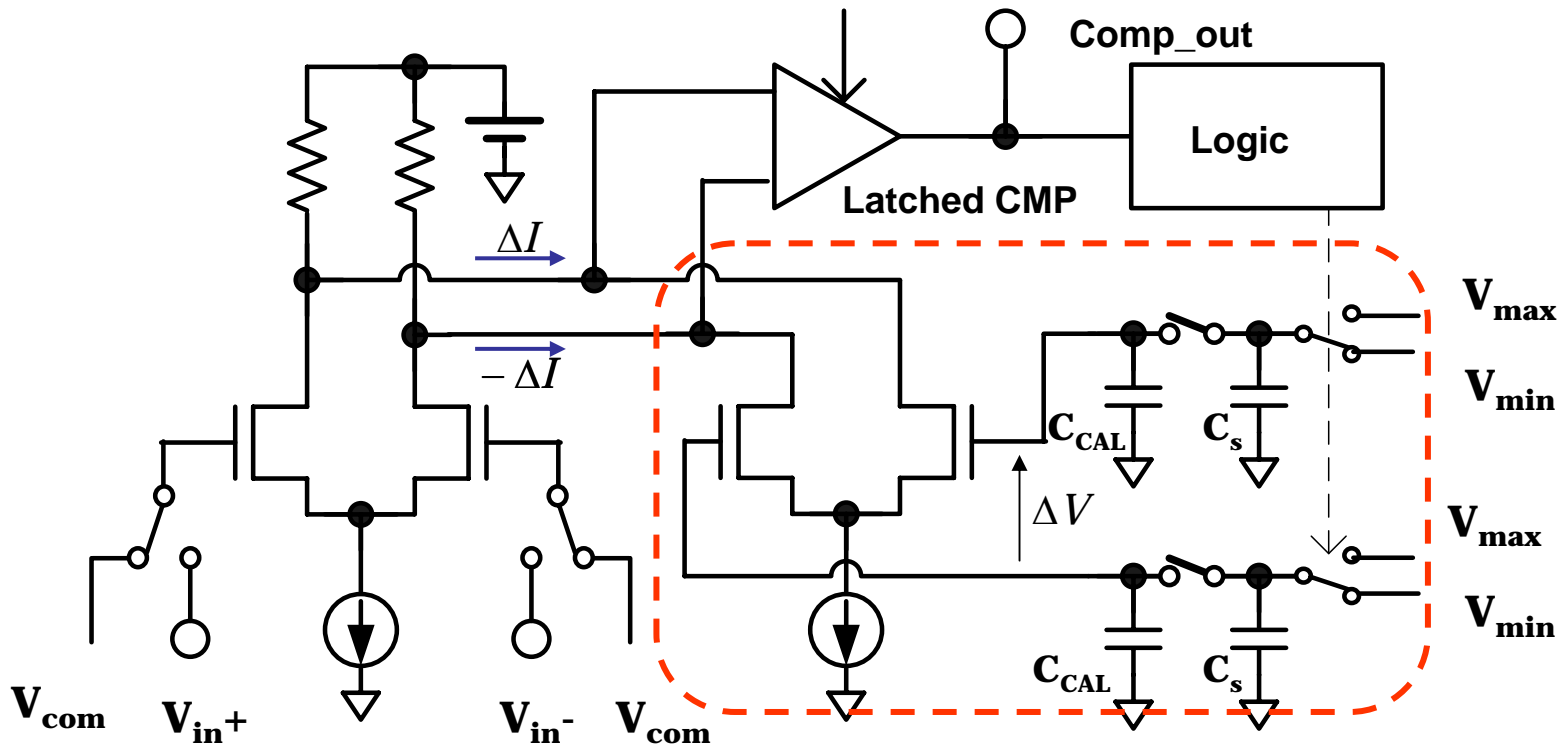 Comp_out
Logic
Latched CMP
ΔI
−ΔI
V_max
V_min
C_CAL
C_s
ΔV
V_max
V_min
C_CAL
C_s
V_com
V_in+
V_in-
V_com